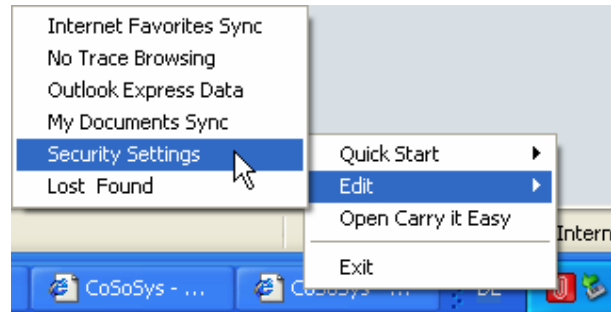 Internet Favorites Sync
No Trace Browsing
Outlook Express Data
My Documents Sync
Security Settings
Lost  Found
Quick Start
Edit
Open Carry it Easy
Exit
Intern
CoSoSys - ...